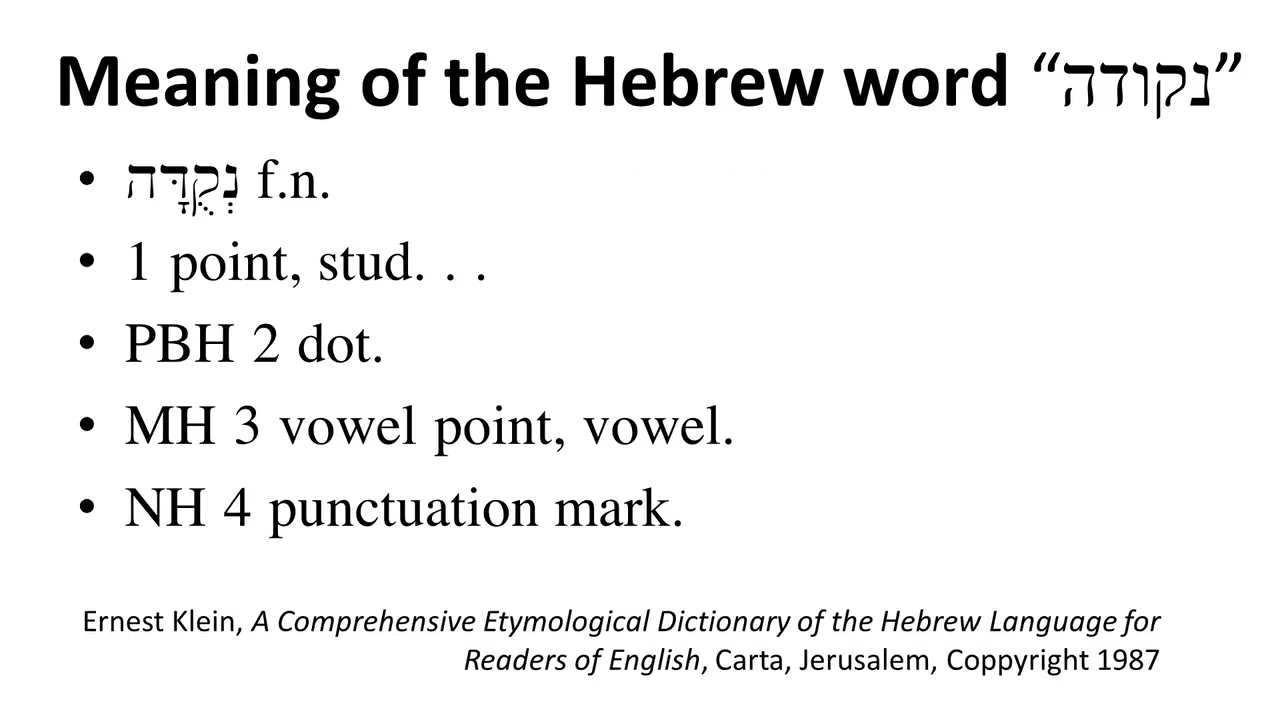 Meaning of the Hebrew word “נקודה”
• נְקֻדָּה f.n.
• 1 point, stud. . .
• PBH 2 dot.
• MH 3 vowel point, vowel.
• NH 4 punctuation mark.
Ernest Klein, A Comprehensive Etymological Dictionary of the Hebrew Language for
Readers of English, Carta, Jerusalem, Coppyright 1987